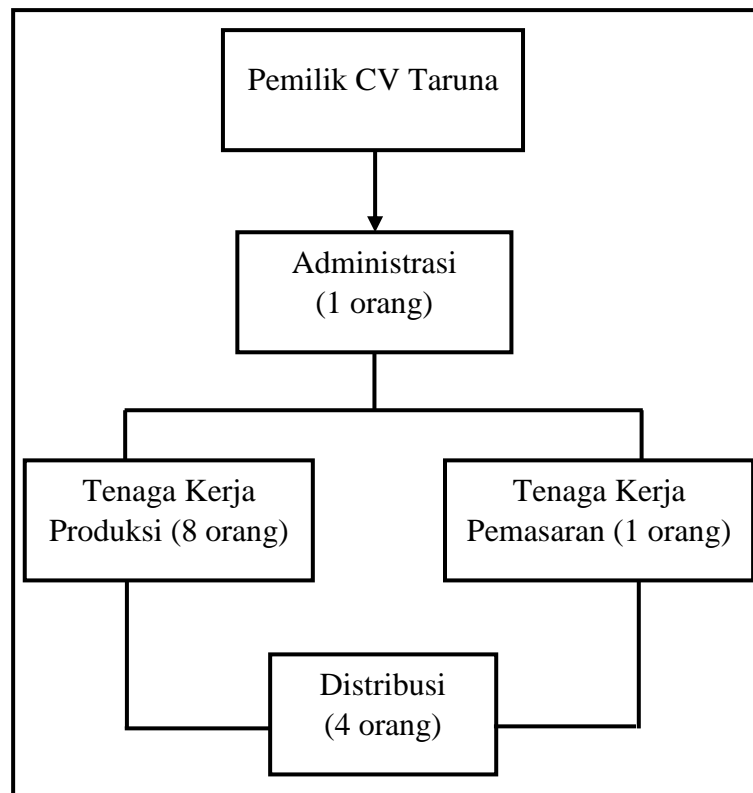 Pemilik CV Taruna
Administrasi
(1 orang)
Tenaga Kerja
Produksi (8 orang)
Tenaga Kerja
Pemasaran (1 orang)
Distribusi
(4 orang)